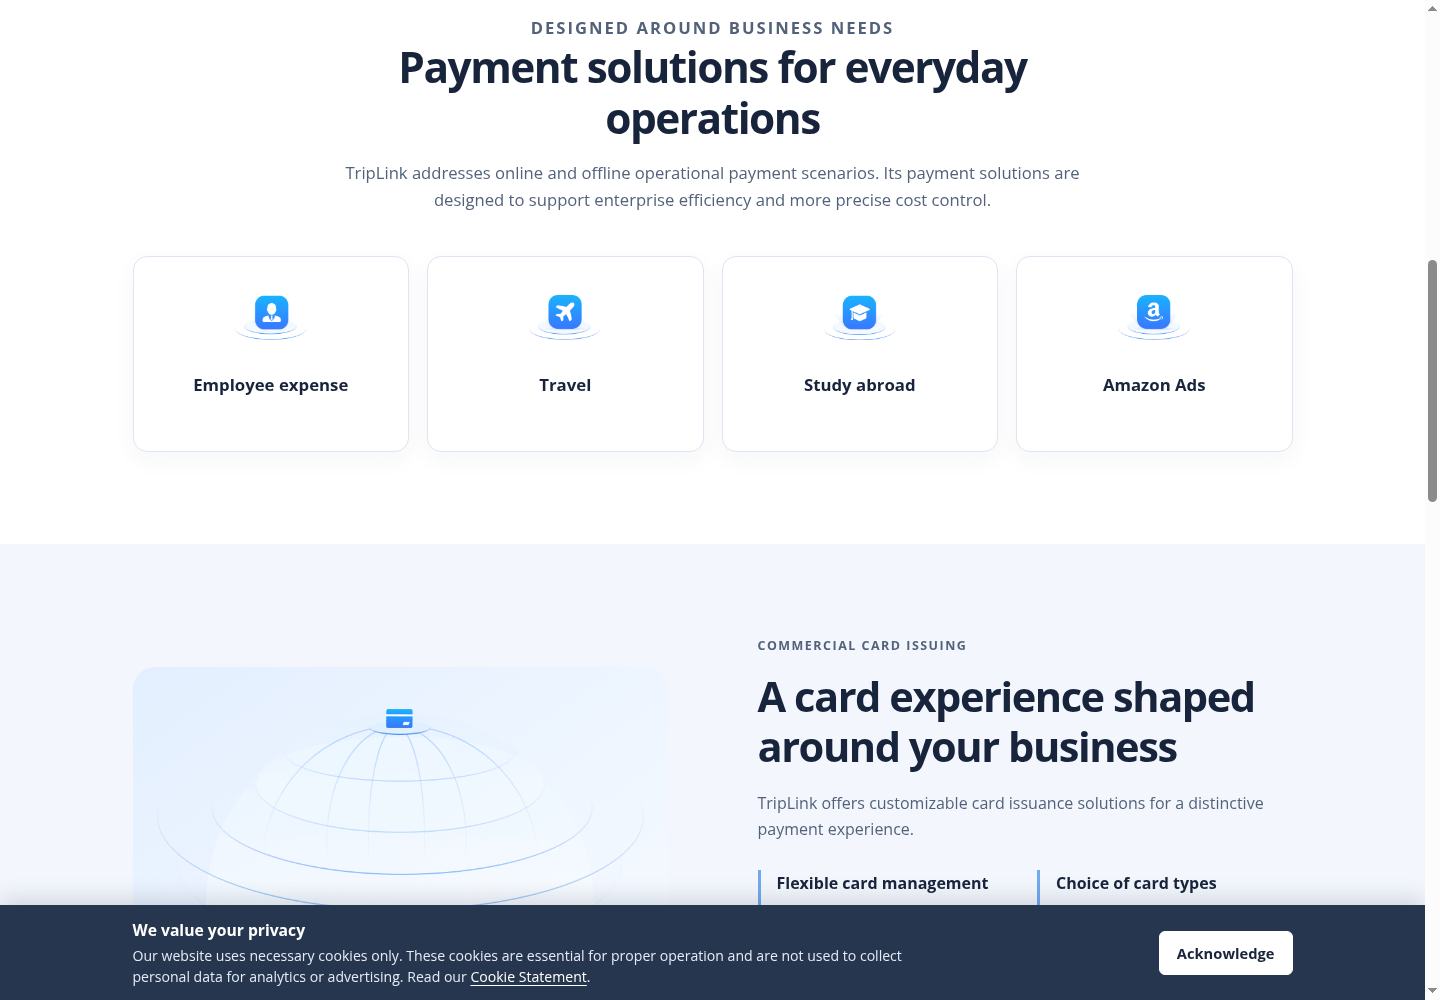 DESIGNED AROUND BUSINESS NEEDS
Payment solutions for everyday
operations
TripLink addresses online and offline operational payment scenarios. Its payment solutions are
designed to support enterprise efficiency and more precise cost control.
Employee expense
Travel
Study abroad
Amazon Ads
COMMERCIAL CARD ISSUING
A card experience shaped
around your business
TripLink offers customizable card issuance solutions for a distinctive
payment experience.
Flexible card management
Choice of card types
We value your privacy
Our website uses necessary cookies only. These cookies are essential for proper operation and are not used to collect
personal data for analytics or advertising. Read our Cookie Statement.
Acknowledge